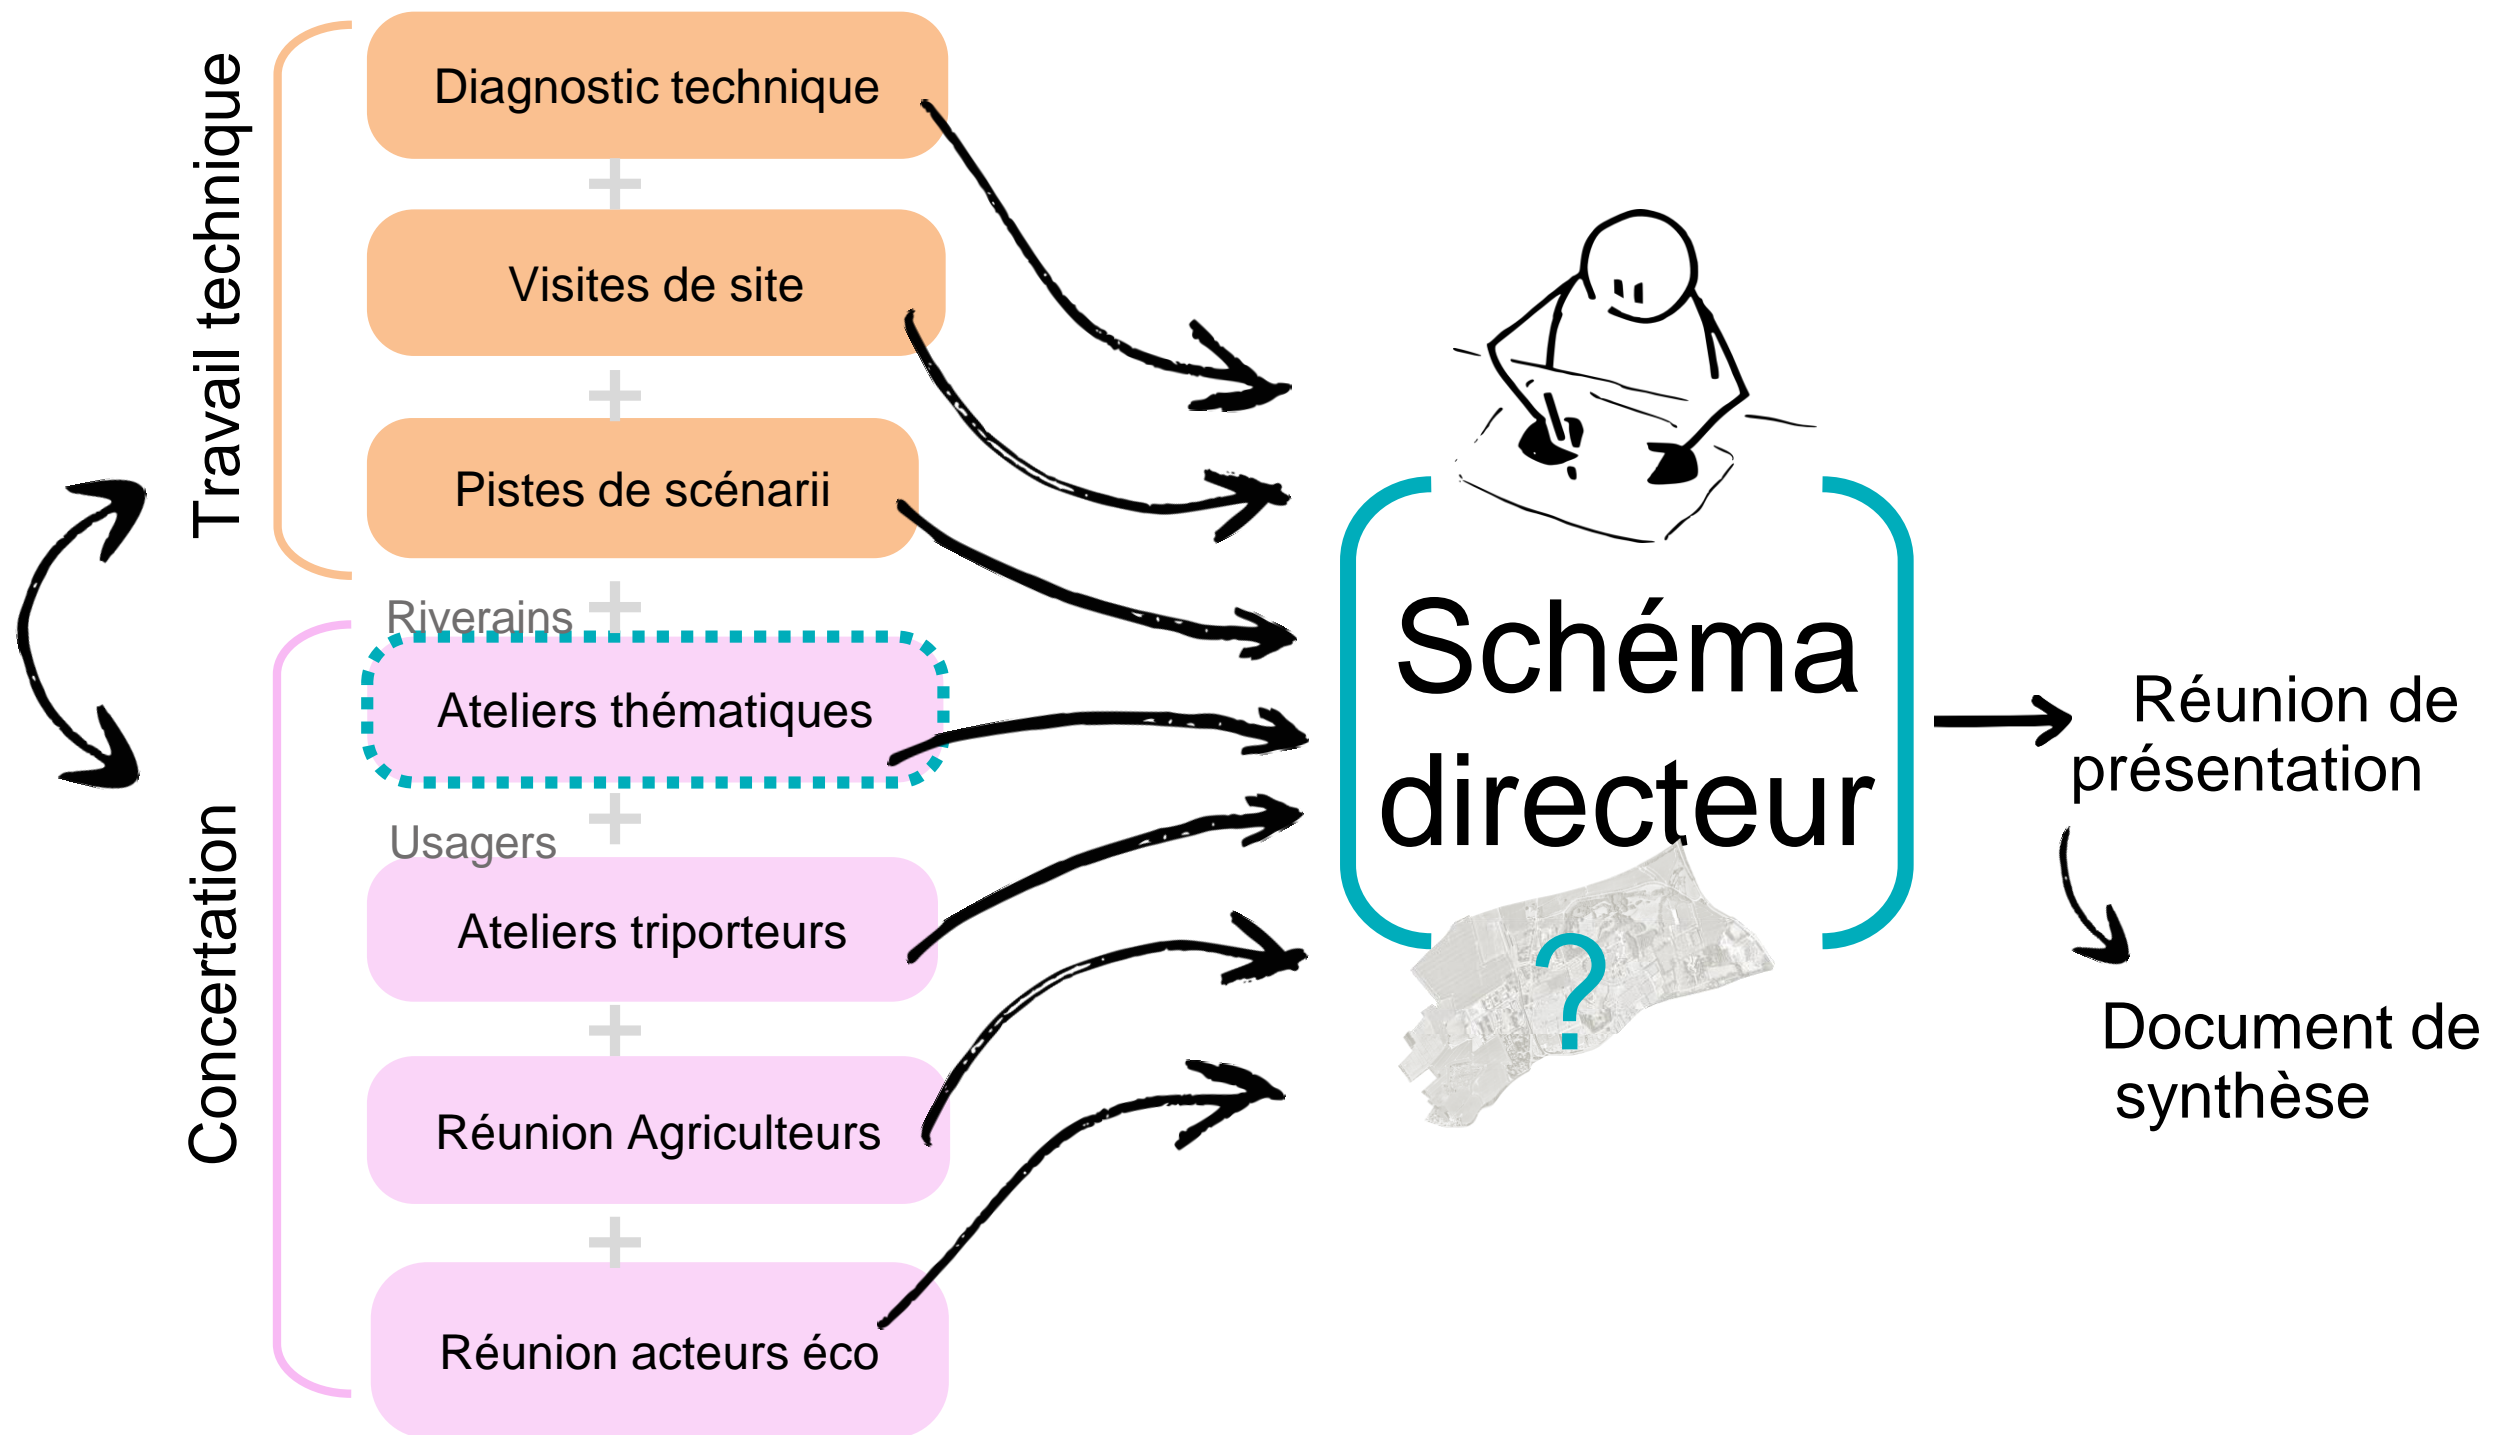 Travail technique
Diagnostic technique
+
Visites de site
+
Pistes de scénarii
+
Concertation
Riverains
Ateliers thématiques
+
Usagers
Ateliers triporteurs
+
Réunion Agriculteurs
+
Réunion acteurs éco
Schéma
directeur
?
Réunion de
présentation
Document de
synthèse